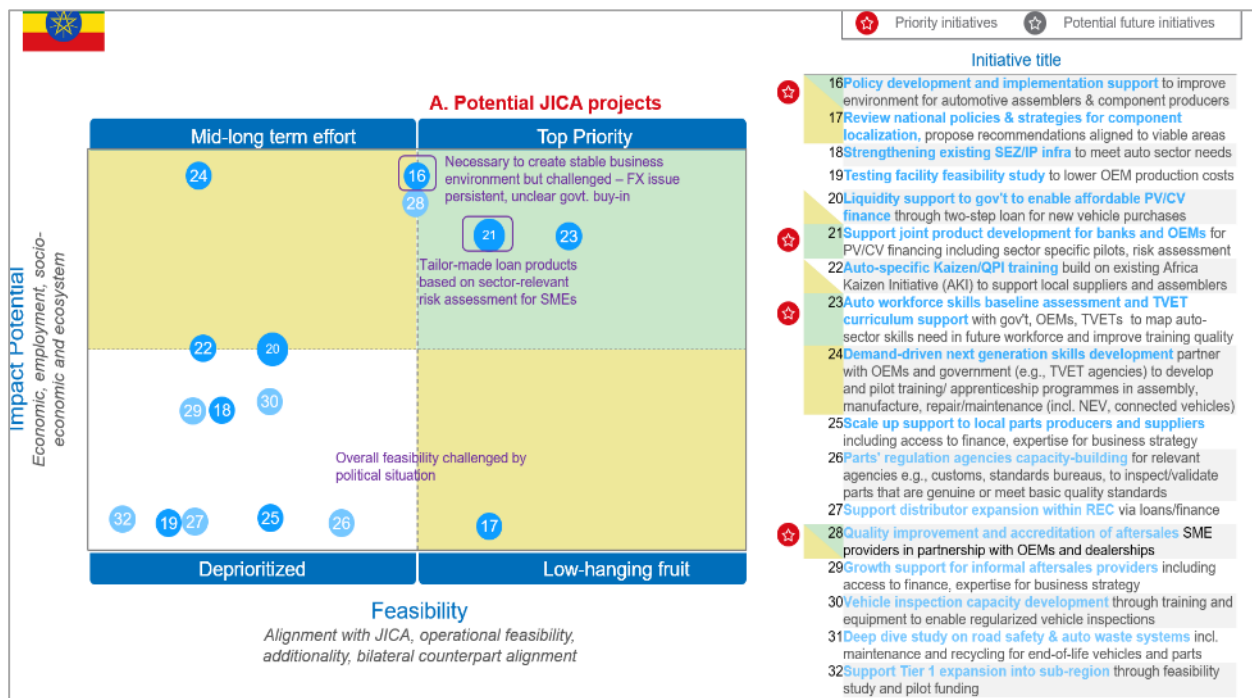 Priority initiatives
Potential future initiatives
A. Potential JICA projects
Mid-long term effort
Top Priority
24
16
Necessary to create stable business
environment but challenged – FX issue
persistent, unclear govt. buy-in
28
21
23
Tailor-made loan products
based on sector-relevant
risk assessment for SMEs
22
20
29
18
30
Overall feasibility challenged by
political situation
32
19
27
25
26
17
Deprioritized
Low-hanging fruit
Impact Potential
Economic, employment, socio-
economic and ecosystem
Feasibility
Alignment with JICA, operational feasibility,
additionality, bilateral counterpart alignment
Initiative title
16 Policy development and implementation support to improve
environment for automotive assemblers & component producers
17 Review national policies & strategies for component
localization, propose recommendations aligned to viable areas
18 Strengthening existing SEZ/IP infra to meet auto sector needs
19 Testing facility feasibility study to lower OEM production costs
20 Liquidity support to gov't to enable affordable PV/CV
finance through two-step loan for new vehicle purchases
21 Support joint product development for banks and OEMs for
PV/CV financing including sector specific pilots, risk assessment
22 Auto-specific Kaizen/QPI training build on existing Africa
Kaizen Initiative (AKI) to support local suppliers and assemblers
23 Auto workforce skills baseline assessment and TVET
curriculum support with gov't, OEMs, TVETs to map auto-
sector skills need in future workforce and improve training quality
24 Demand-driven next generation skills development partner
with OEMs and government (e.g., TVET agencies) to develop
and pilot training/ apprenticeship programmes in assembly,
manufacture, repair/maintenance (incl. NEV, connected vehicles)
25 Scale up support to local parts producers and suppliers
including access to finance, expertise for business strategy
26 Parts' regulation agencies capacity-building for relevant
agencies e.g., customs, standards bureaus, to inspect/validate
parts that are genuine or meet basic quality standards
27 Support distributor expansion within REC via loans/finance
28 Quality improvement and accreditation of aftersales SME
providers in partnership with OEMs and dealerships
29 Growth support for informal aftersales providers including
access to finance, expertise for business strategy
30 Vehicle inspection capacity development through training and
equipment to enable regularized vehicle inspections
31 Deep dive study on road safety & auto waste systems incl.
maintenance and recycling for end-of-life vehicles and parts
32 Support Tier 1 expansion into sub-region through feasibility
study and pilot funding